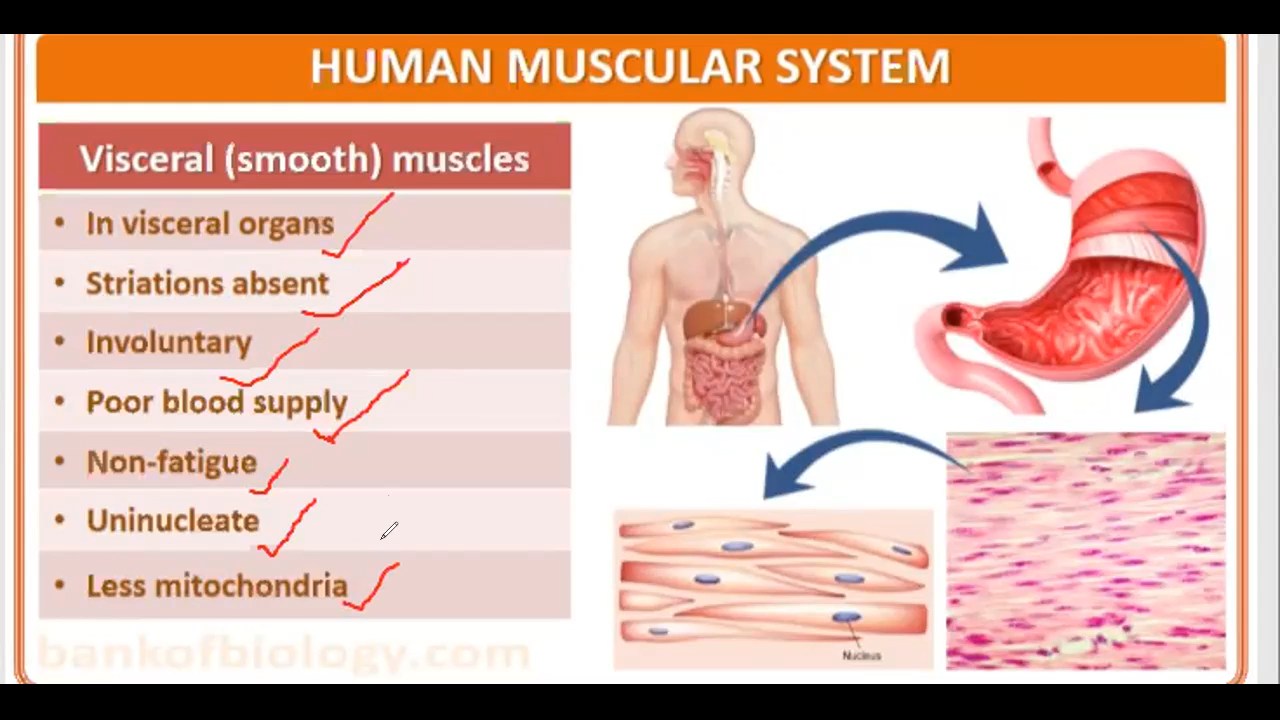 HUMAN MUSCULAR SYSTEM
Visceral (smooth) muscles
• In visceral organs
• Striations absent
• Involuntary
• Poor blood supply
• Non-fatigue
• Uninucleate
• Less mitochondria
Nucleus
bankofbiology.com